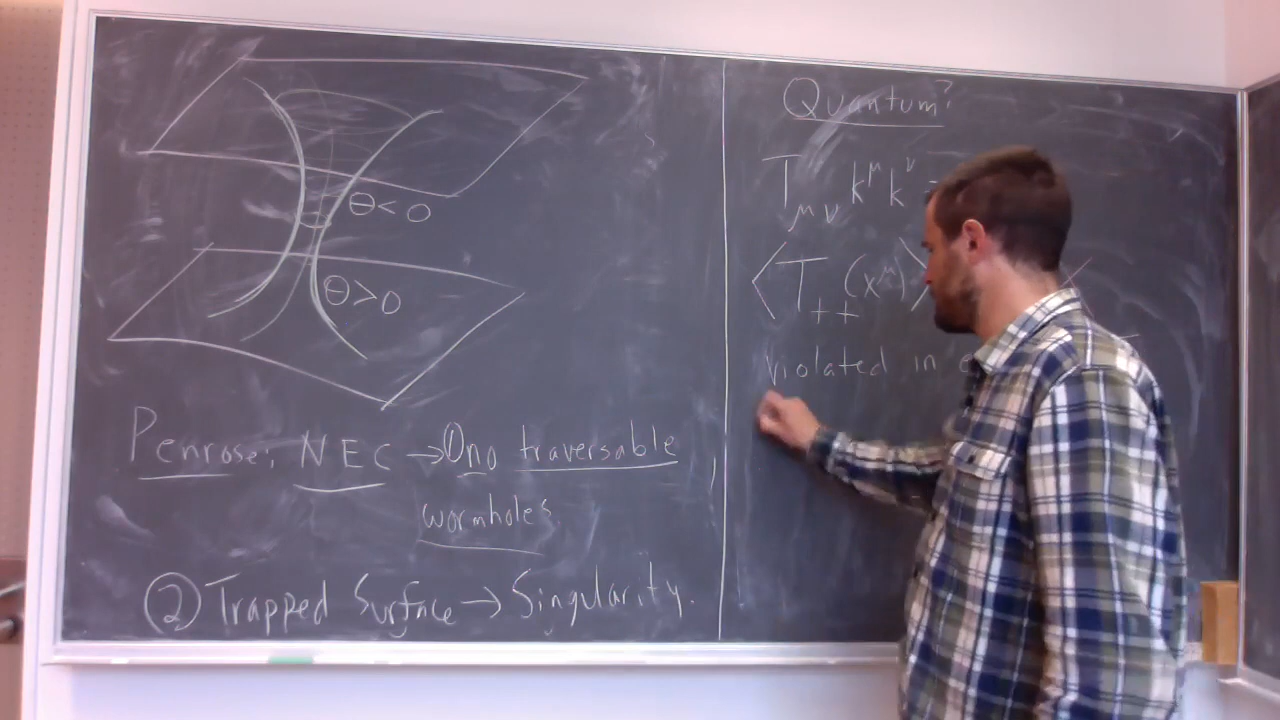 θ<0
θ>0
Penrose: NEC → ① no traversable
wormholes.
② Trapped Surface → Singularity.
Quantum?
T_μν k^μ k^ν
⟨T_++(x^μ)⟩
violated in